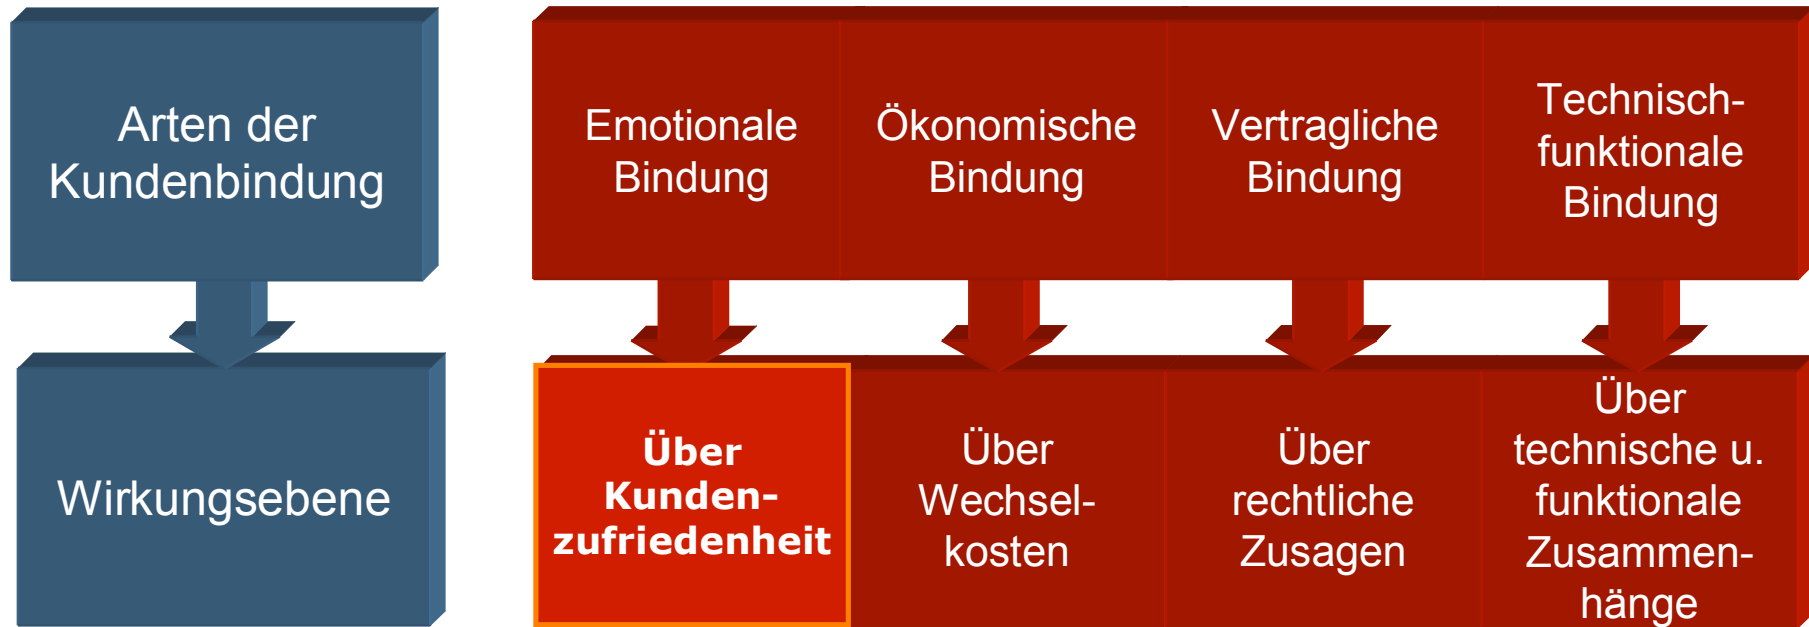 Arten der
Kundenbindung
Emotionale
Bindung
Ökonomische
Bindung
Vertragliche
Bindung
Technisch-
funktionale
Bindung
Wirkungsebene
Über
Kunden-
zufriedenheit
Über
Wechsel-
kosten
Über
rechtliche
Zusagen
Über
technische u.
funktionale
Zusammen-
hänge